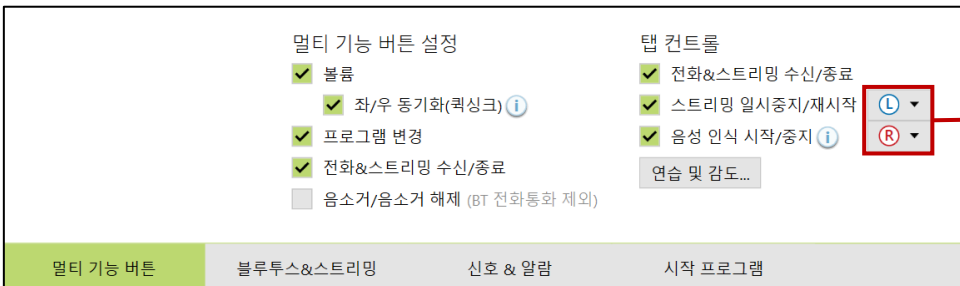 멀티 기능 버튼 설정
볼륨
좌/우 동기화(퀵싱크) i
프로그램 변경
전화&스트리밍 수신/종료
음소거/음소거 해제 (BT 전화통화 제외)
탭 컨트롤
전화&스트리밍 수신/종료
스트리밍 일시중지/재시작 L
음성 인식 시작/중지 i R
연습 및 감도...
멀티 기능 버튼 블루투스&스트리밍 신호 & 알람 시작 프로그램